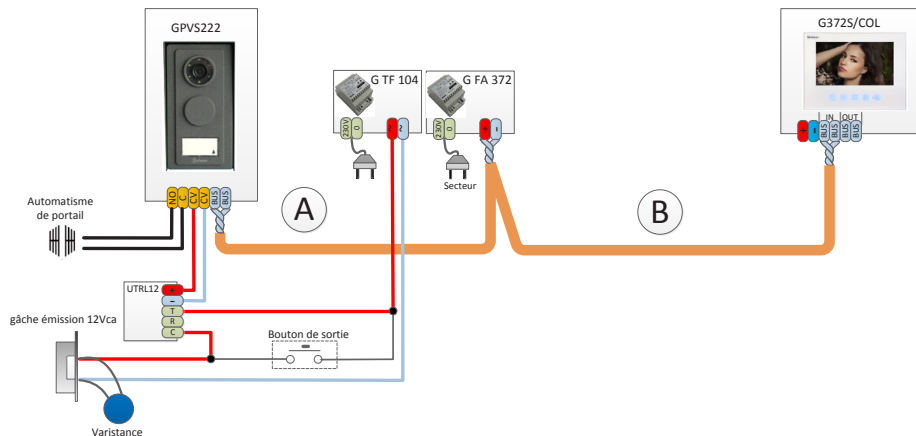 GPVS222
G TF 104
G FA 372
G372S/COL
230V
0
~
~
230V
0
+
–
IN
OUT
+
–
BUS
BUS
BUS
BUS
Secteur
NO
C
CV
CV
BUS
BUS
A
B
Automatisme
de portail
UTRL12
+
–
T
R
C
gâche émission 12Vca
Bouton de sortie
Varistance